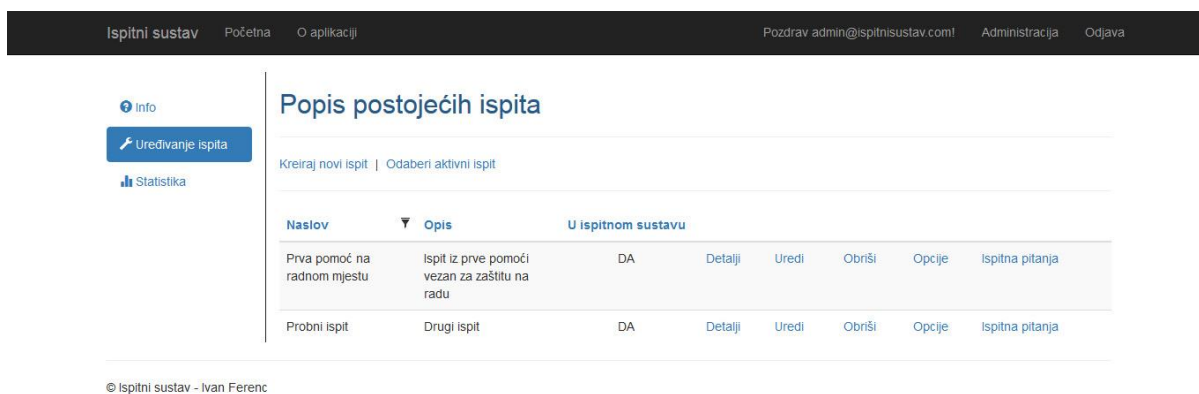 Ispitni sustav Početna O aplikaciji Pozdrav admin@ispitnisustav.com! Administracija Odjava
Info
Uređivanje ispita
Statistika
Popis postojećih ispita
Kreiraj novi ispit | Odaberi aktivni ispit
Naslov Opis U ispitnom sustavu
Prva pomoć na
radnom mjestu
Ispit iz prve pomoći
vezan za zaštitu na
radu
DA Detalji Uredi Obriši Opcije Ispitna pitanja
Probni ispit Drugi ispit DA Detalji Uredi Obriši Opcije Ispitna pitanja
© Ispitni sustav - Ivan Ferenc